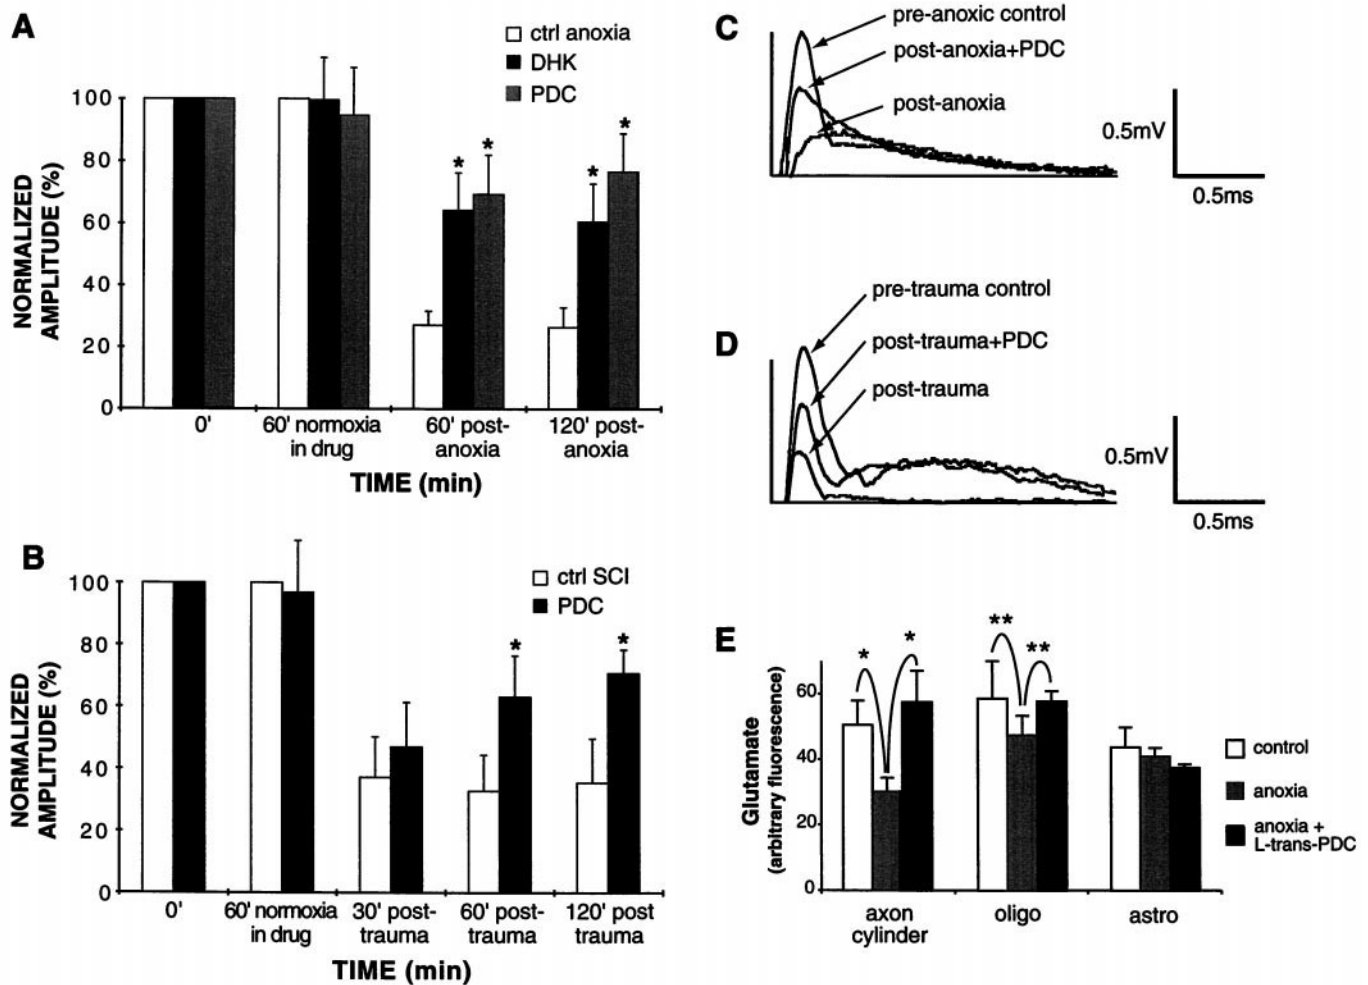 A
ctrl anoxia
DHK
PDC
NORMALIZED
AMPLITUDE (%)
100
80
60
40
20
0
* * * *
0' 60' normoxia in drug 60' post-anoxia 120' post-anoxia
TIME (min)
B
ctrl SCI
PDC
NORMALIZED
AMPLITUDE (%)
100
80
60
40
20
0
* *
0' 60' normoxia in drug 30' post-trauma 60' post-trauma 120' post trauma
TIME (min)
C
pre-anoxic control
post-anoxia+PDC
post-anoxia
0.5mV
0.5ms
D
pre-trauma control
post-trauma+PDC
post-trauma
0.5mV
0.5ms
E
Glutamate
(arbitrary fluorescence)
60
40
20
0
* * ** **
axon cylinder oligo astro
control
anoxia
anoxia +
L-trans-PDC